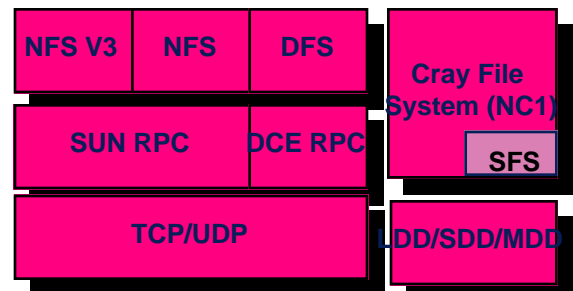 NFS V3 NFS DFS
SUN RPC DCE RPC
TCP/UDP
Cray File
System (NC1)
SFS
LDD/SDD/MDD